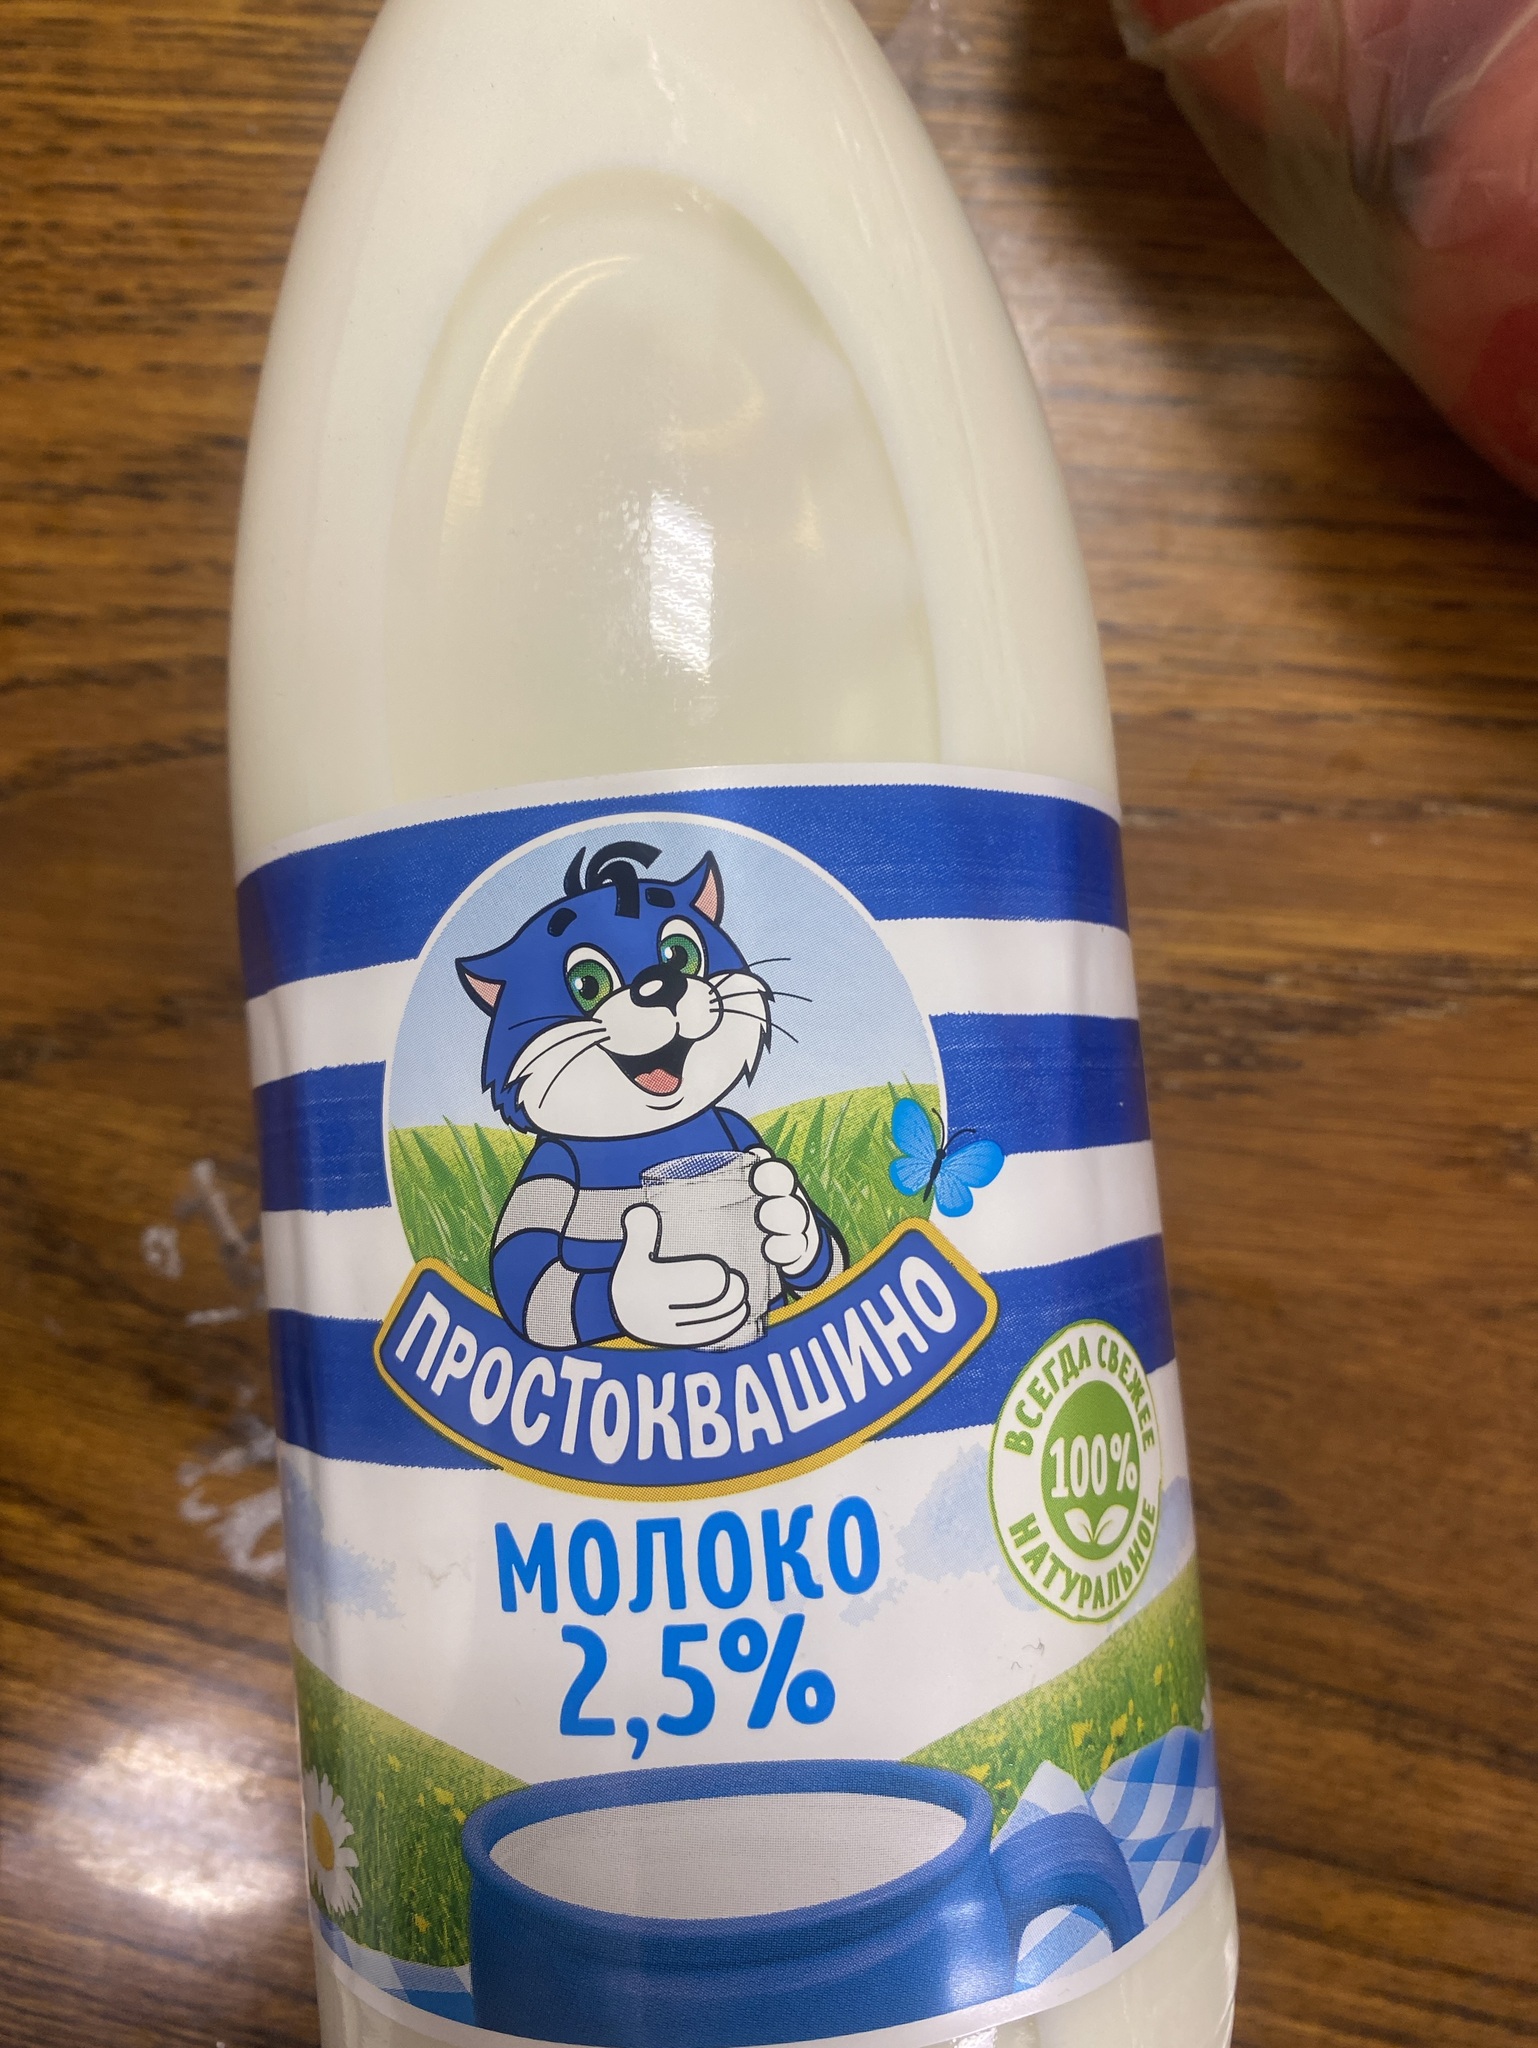 ПРОСТОКВАШИНО
ВСЕГДА СВЕЖЕЕ
100%
НАТУРАЛЬНОЕ
МОЛОКО
2,5%